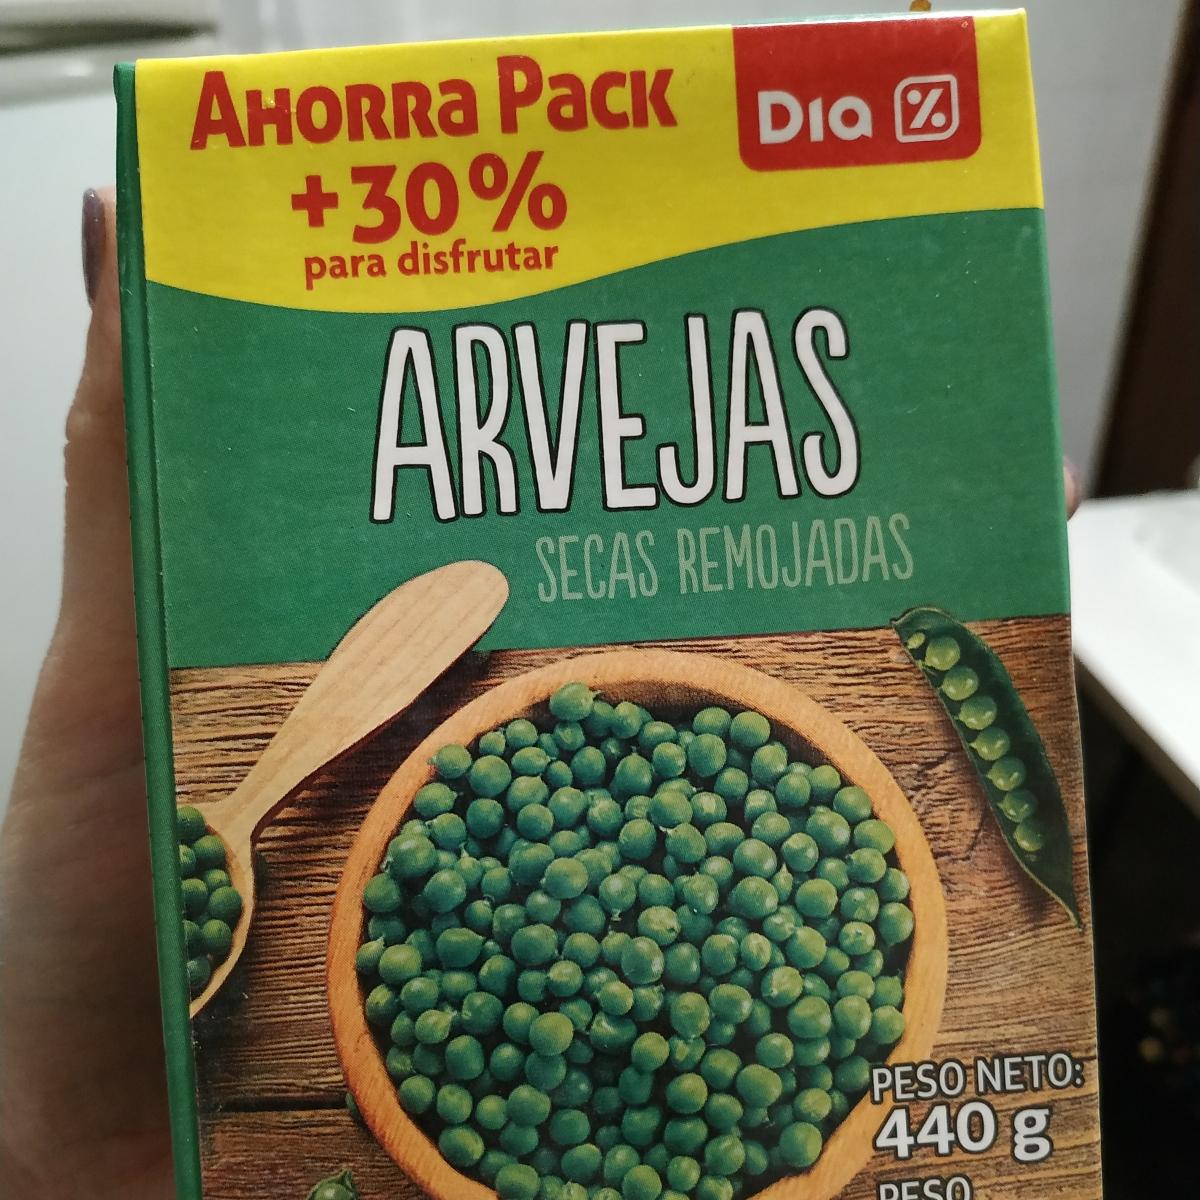 AHORRa PacK
Dia %
+30%
para disfrutar
ARVEJAS
SECAS REMOJADAS
PESO NETO:
440 g
PESO